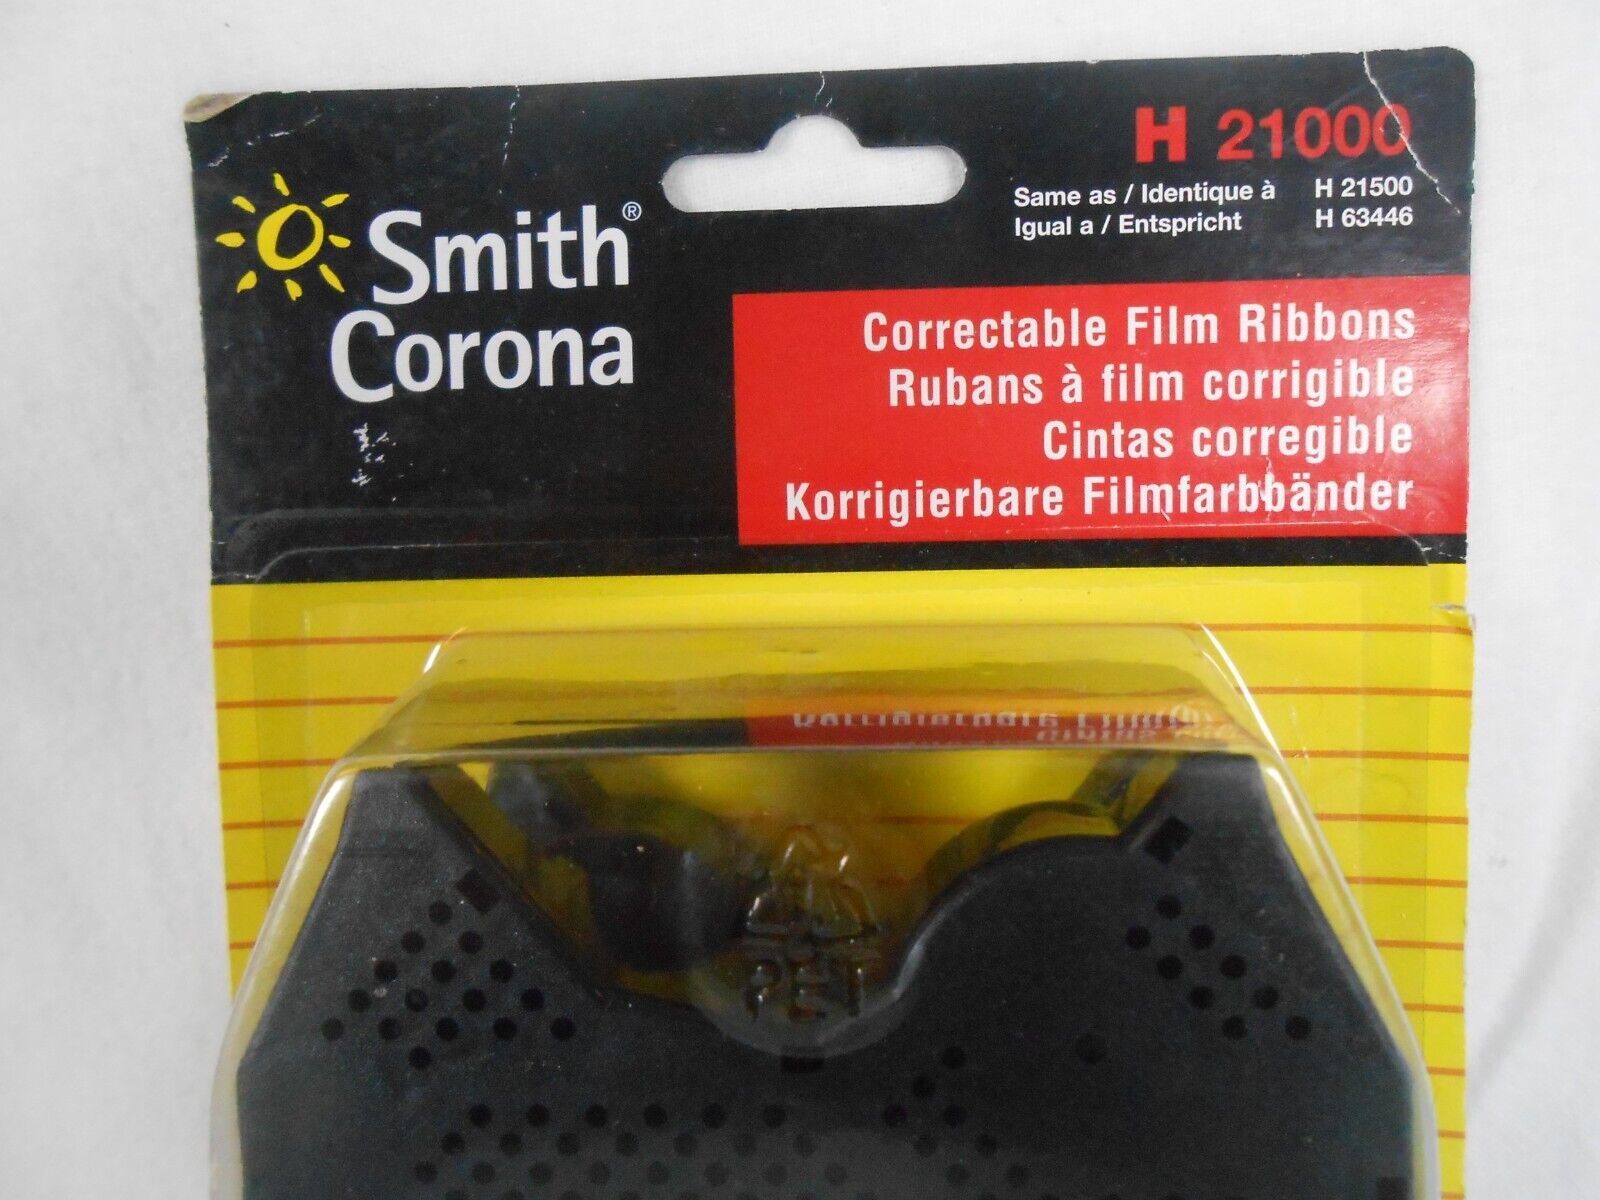 H 21000
Same as / Identique à H 21500
Igual a / Entspricht H 63446
Smith®
Corona
Correctable Film Ribbons
Rubans à film corrigible
Cintas corregible
Korrigierbare Filmfarbbänder
PET